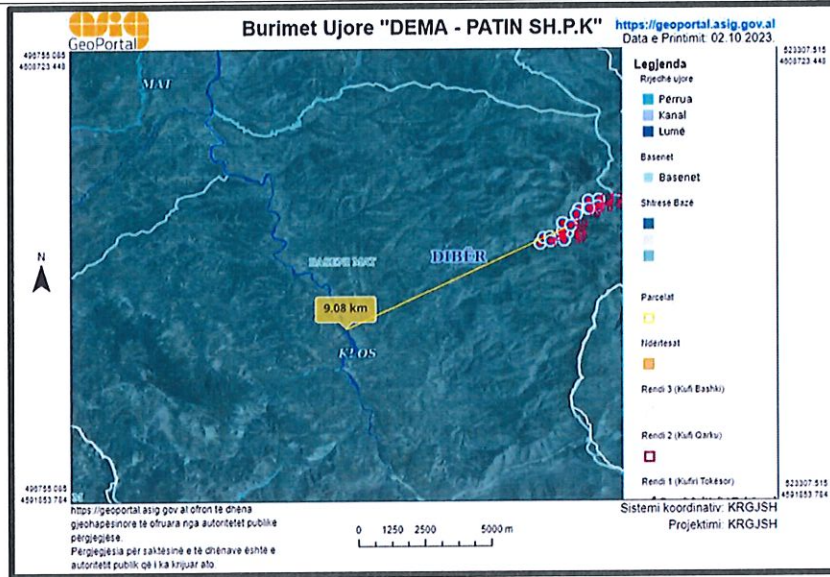 asig
GeoPortal
Burimet Ujore "DEMA - PATIN SH.P.K"
https://geoportal.asig.gov.al
Data e Printimit: 02.10 2023.
496755.085
4608723.448
523307.515
4608723.448
MAT
DIBËR
BASENI MAT
9.08 km
KLOS
N
Legjenda
Rrjedhë ujore
Përrua
Kanal
Lumë
Basenet
Basenet
Shtresë Bazë
Parcelat
Ndërtesat
Rendi 3 (Kufi Bashki)
Rendi 2 (Kufi Qarku)
Rendi 1 (Kufiri Tokësor)
496755.085
4591853.784
523307.515
4591853.784
https://geoportal.asig.gov.al ofron të dhëna
gjeohapësinore të ofruara nga autoritetet publike
përgjegjëse.
Përgjegjësia për saktësinë e të dhënave është e
autoritetit publik që i ka krijuar ato.
0 1250 2500 5000 m
Sistemi koordinativ: KRGJSH
Projektimi: KRGJSH